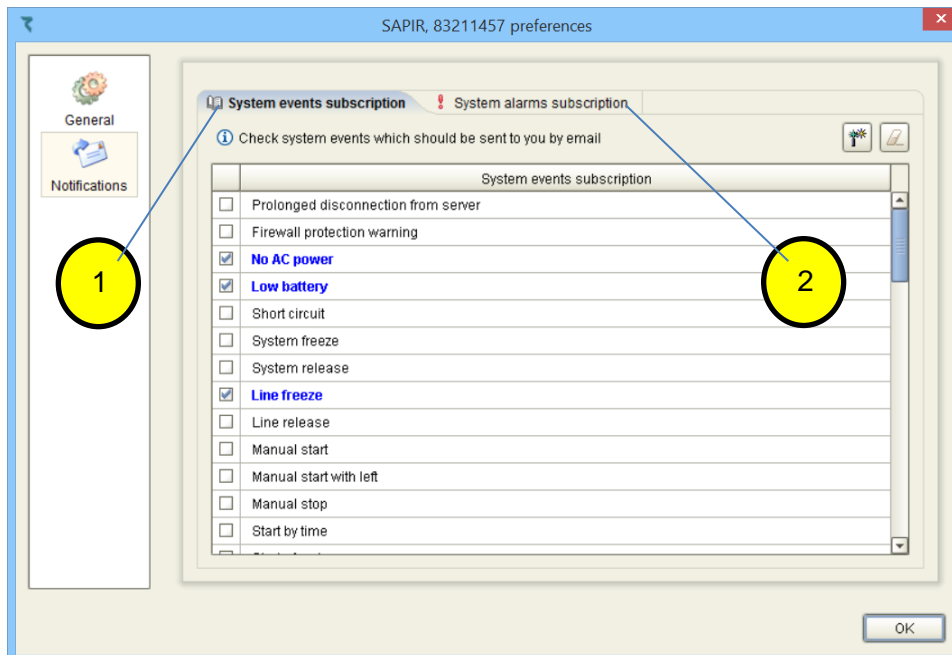 SAPIR, 83211457 preferences
General
Notifications
System events subscription
System alarms subscription
Check system events which should be sent to you by email
System events subscription
Prolonged disconnection from server
Firewall protection warning
No AC power
Low battery
Short circuit
System freeze
System release
Line freeze
Line release
Manual start
Manual start with left
Manual stop
Start by time
1
2
OK